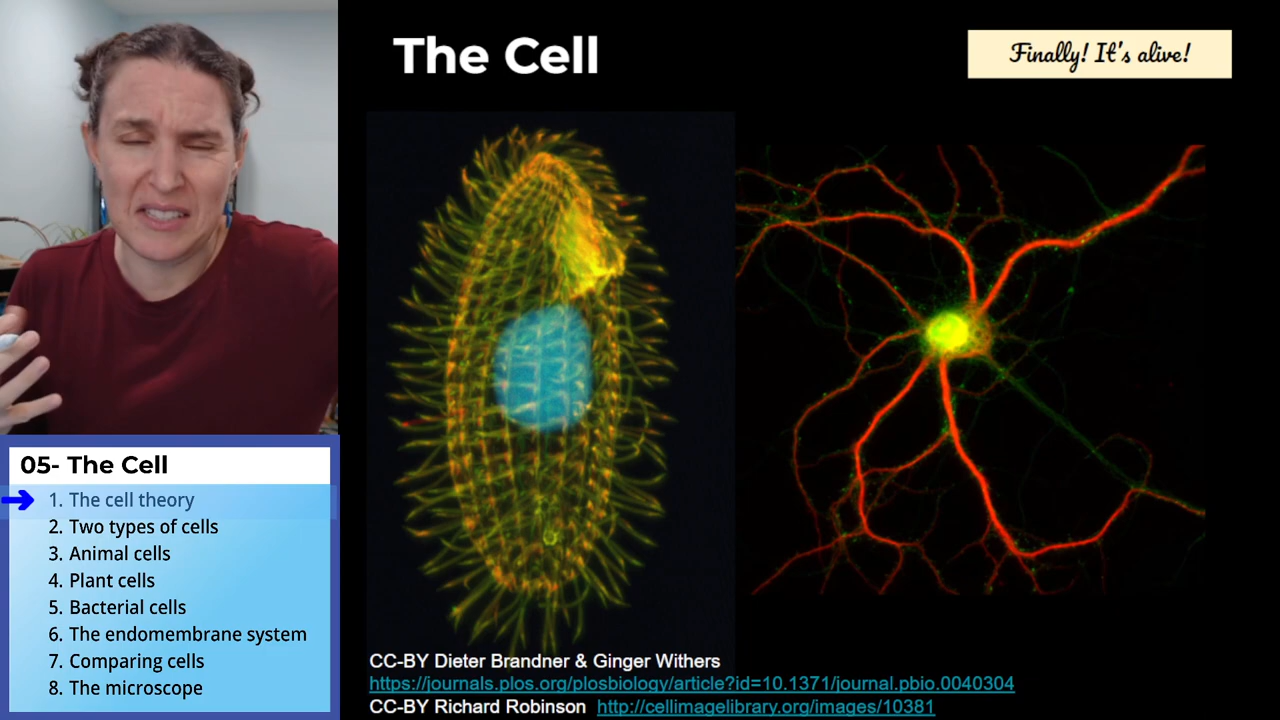 The Cell
Finally! It's alive!
05- The Cell
1. The cell theory
2. Two types of cells
3. Animal cells
4. Plant cells
5. Bacterial cells
6. The endomembrane system
7. Comparing cells
8. The microscope
CC-BY Dieter Brandner & Ginger Withers
https://journals.plos.org/plosbiology/article?id=10.1371/journal.pbio.0040304
CC-BY Richard Robinson http://cellimagelibrary.org/images/10381